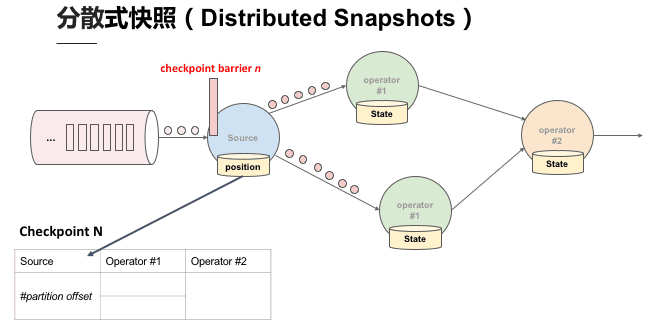 分散式快照（Distributed Snapshots）
checkpoint barrier n
operator
#1
State
...
Source
position
operator
#2
State
operator
#1
State
Checkpoint N
Source Operator #1 Operator #2
#partition offset